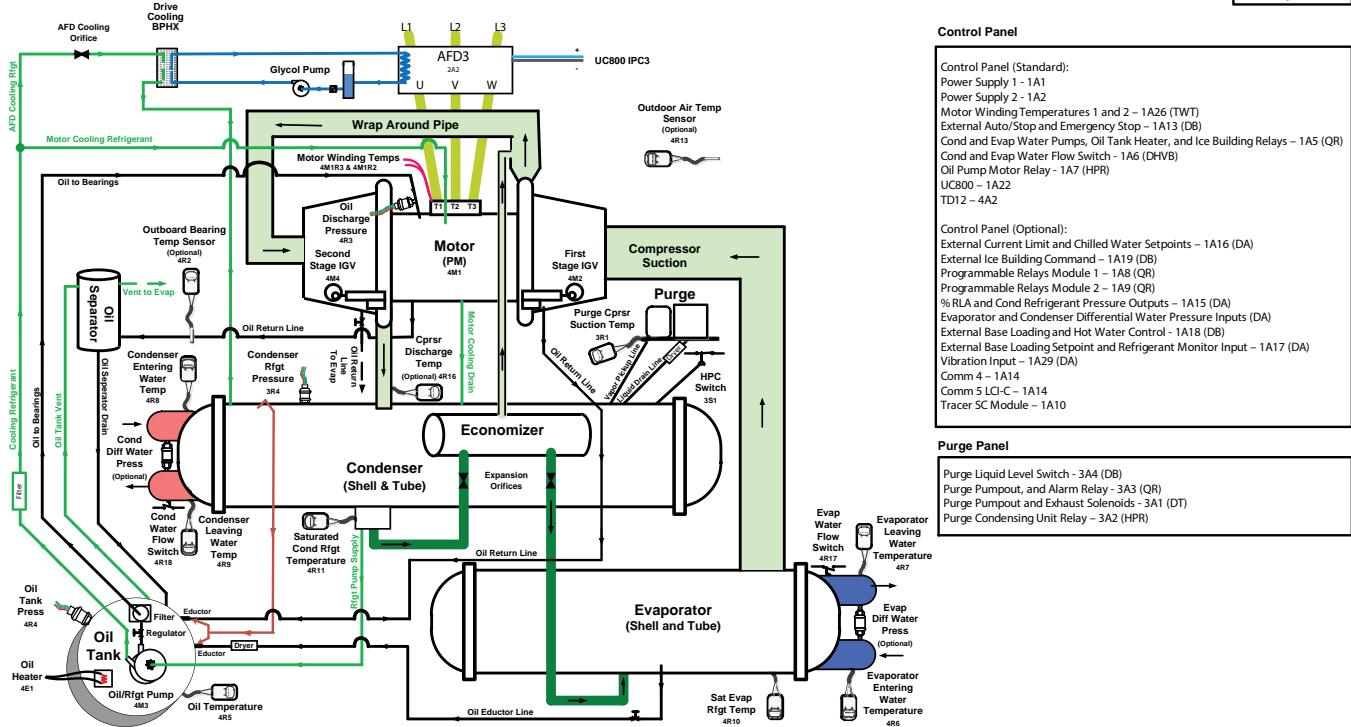 Drive
Cooling
BPHX
AFD Cooling
Orifice
Glycol Pump
L1
L2
L3
AFD3
2A2
U
V
W
+
-
UC800 IPC3
AFD Cooling Rfgt
Motor Cooling Refrigerant
Wrap Around Pipe
Outdoor Air Temp
Sensor
(Optional)
4R13
Motor Winding Temps
4M1R3 & 4M1R2
Oil to Bearings
T1
T2
T3
Oil
Discharge
Pressure
4R3
Second
Stage IGV
4M4
Motor
(PM)
4M1
First
Stage IGV
4M2
Compressor
Suction
Outboard Bearing
Temp Sensor
(Optional)
4R2
Oil
Separator
Vent to Evap
Oil Return Line
Purge
Purge Cprsr
Suction Temp
3R1
Vapor Pickup Line
Liquid Drain Line
Dryer
HPC
Switch
3S1
Oil Return Line
Motor Cooling Drain
Cprsr
Discharge
Temp
(Optional) 4R16
Oil Return
Line
To Evap
Condenser
Rfgt
Pressure
3R4
Condenser
Entering
Water
Temp
4R8
Cooling Refrigerant
Oil to Bearings
Oil Tank Vent
Oil Seperator Drain
Filter
Cond
Diff Water
Press
(Optional)
Cond
Water
Flow
Switch
4R18
Condenser
Leaving
Water
Temp
4R9
Condenser
(Shell & Tube)
Economizer
Expansion
Orifices
Saturated
Cond Rfgt
Temperature
4R11
Rfgt Pump Supply
Oil Return Line
Evap
Water
Flow
Switch
4R17
Evaporator
Leaving
Water
Temperature
4R7
Evaporator
(Shell and Tube)
Evap
Diff Water
Press
(Optional)
Evaporator
Entering
Water
Temperature
4R6
Sat Evap
Rfgt Temp
4R10
Oil
Tank
Press
4R4
Oil
Tank
Filter
Regulator
Eductor
Eductor
Dryer
Oil
Heater
4E1
Oil/Rfgt Pump
4M3
Oil Temperature
4R5
Oil Eductor Line
Control Panel
Control Panel (Standard):
Power Supply 1 - 1A1
Power Supply 2 - 1A2
Motor Winding Temperatures 1 and 2 – 1A26 (TWT)
External Auto/Stop and Emergency Stop – 1A13 (DB)
Cond and Evap Water Pumps, Oil Tank Heater, and Ice Building Relays – 1A5 (QR)
Cond and Evap Water Flow Switch - 1A6 (DHVB)
Oil Pump Motor Relay - 1A7 (HPR)
UC800 – 1A22
TD12 – 4A2
Control Panel (Optional):
External Current Limit and Chilled Water Setpoints – 1A16 (DA)
External Ice Building Command – 1A19 (DB)
Programmable Relays Module 1 – 1A8 (QR)
Programmable Relays Module 2 – 1A9 (QR)
% RLA and Cond Refrigerant Pressure Outputs – 1A15 (DA)
Evaporator and Condenser Differential Water Pressure Inputs (DA)
External Base Loading and Hot Water Control - 1A18 (DB)
External Base Loading Setpoint and Refrigerant Monitor Input – 1A17 (DA)
Vibration Input – 1A29 (DA)
Comm 4 – 1A14
Comm 5 LCI-C – 1A14
Tracer SC Module – 1A10
Purge Panel
Purge Liquid Level Switch - 3A4 (DB)
Purge Pumpout, and Alarm Relay - 3A3 (QR)
Purge Pumpout and Exhaust Solenoids - 3A1 (DT)
Purge Condensing Unit Relay – 3A2 (HPR)